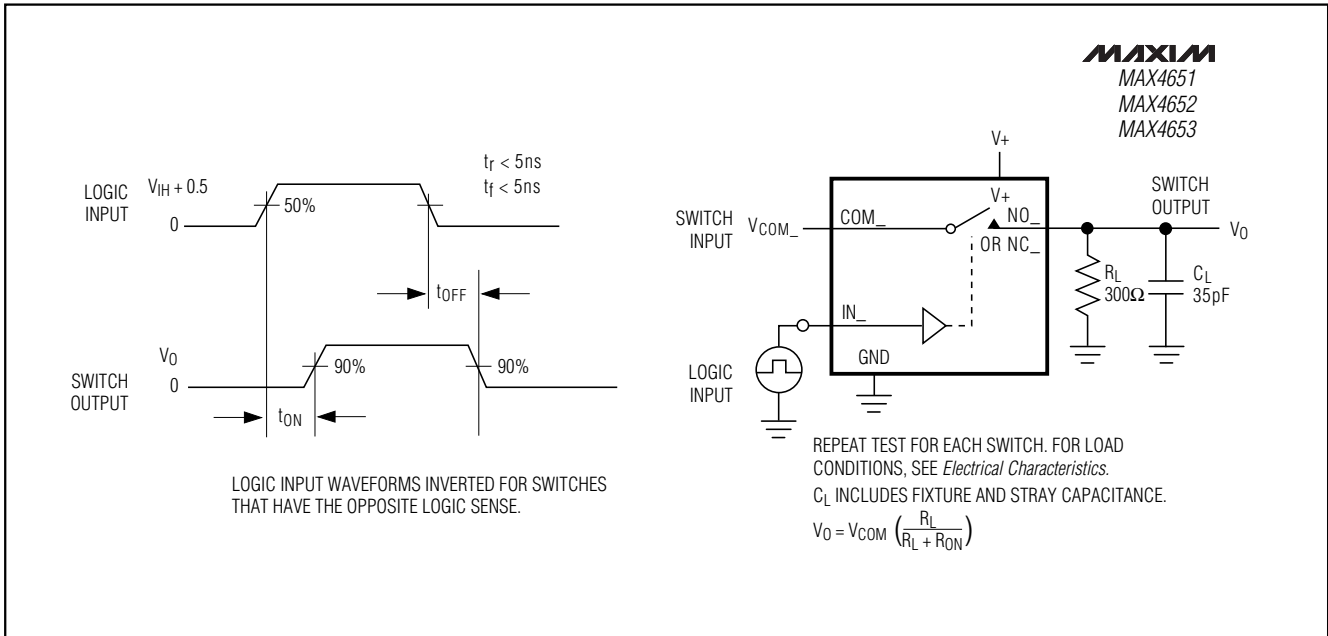 MAXIM
MAX4651
MAX4652
MAX4653
LOGIC
INPUT
VIH + 0.5
0
50%
tr < 5ns
tf < 5ns
tOFF
VO
0
SWITCH
OUTPUT
90%
90%
tON
LOGIC INPUT WAVEFORMS INVERTED FOR SWITCHES
THAT HAVE THE OPPOSITE LOGIC SENSE.
V+
V+
SWITCH
INPUT
VCOM_
COM_
NO_
OR NC_
SWITCH
OUTPUT
VO
RL
300Ω
CL
35pF
IN_
GND
LOGIC
INPUT
REPEAT TEST FOR EACH SWITCH. FOR LOAD
CONDITIONS, SEE Electrical Characteristics.
CL INCLUDES FIXTURE AND STRAY CAPACITANCE.
VO = VCOM (RL / RL + RON)